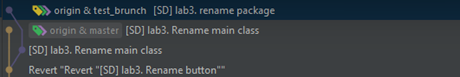 origin & test_brunch [SD] lab3. rename package
origin & master [SD] lab3. Rename main class
[SD] lab3. Rename main class
Revert "Revert "[SD] lab3. Rename button""